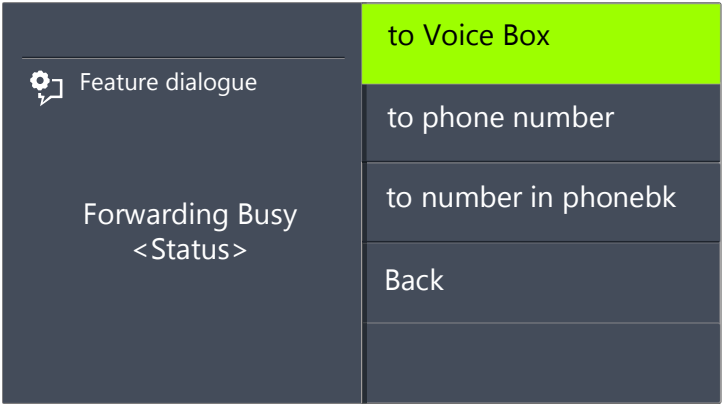 Feature dialogue
Forwarding Busy
<Status>
to Voice Box
to phone number
to number in phonebk
Back